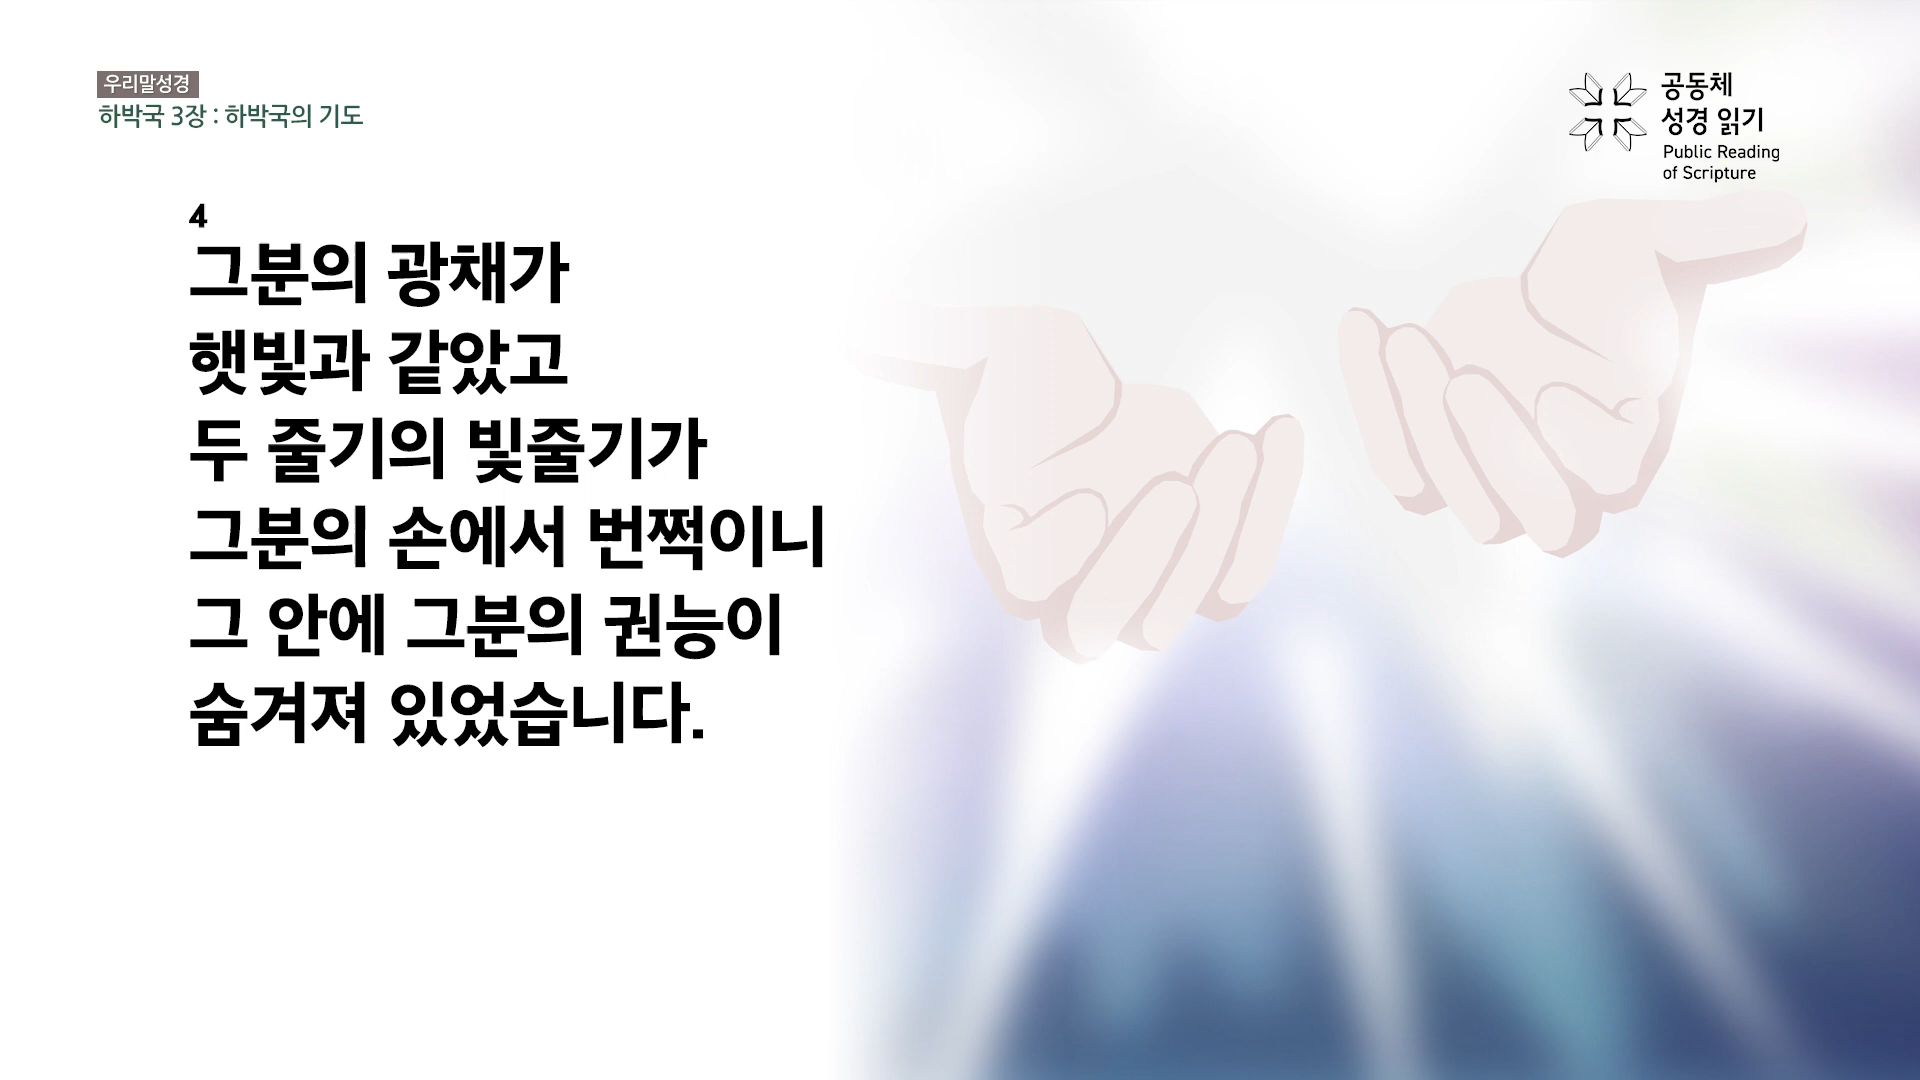 우리말성경
하박국 3장 : 하박국의 기도
공동체
성경 읽기
Public Reading
of Scripture
4
그분의 광채가
햇빛과 같았고
두 줄기의 빛줄기가
그분의 손에서 번쩍이니
그 안에 그분의 권능이
숨겨져 있었습니다.